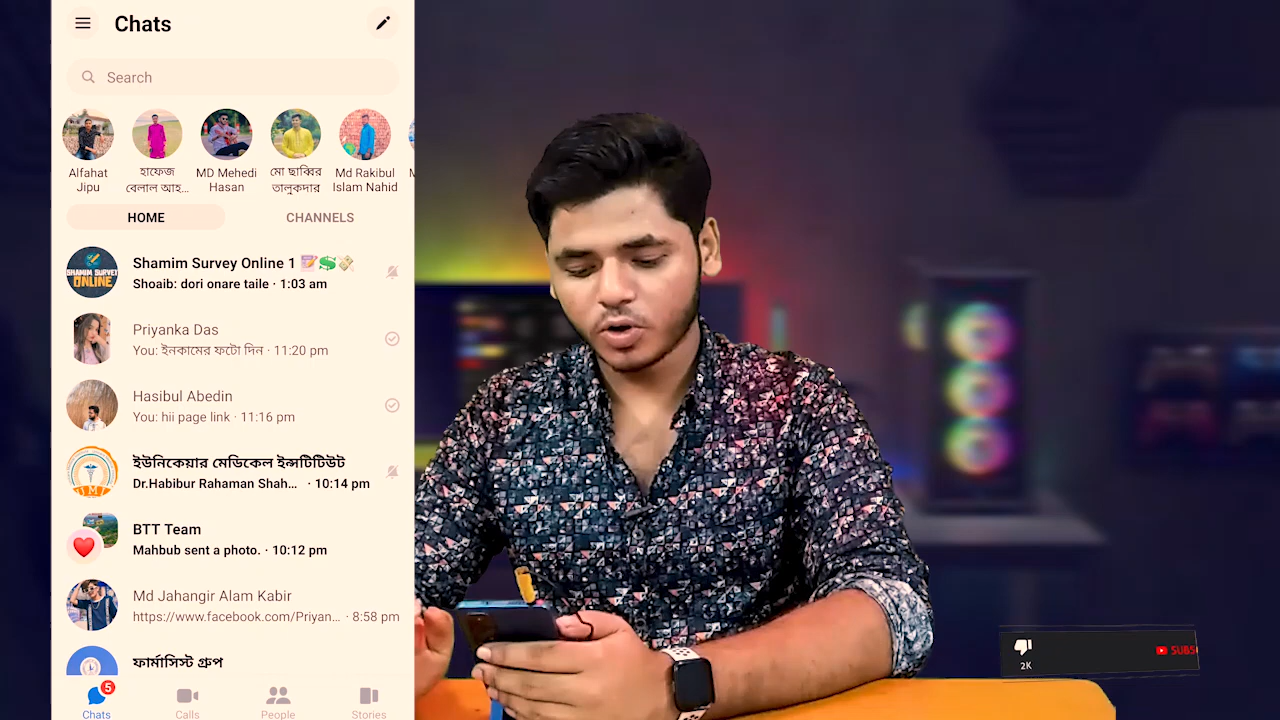 Chats
Search
Alfahat Jipu
হাফেজ বেলাল আহ...
MD Mehedi Hasan
মো ছাব্বির তালুকদার
Md Rakibul Islam Nahid
HOME
CHANNELS
Shamim Survey Online 1 📝💲💸
Shoaib: dori onare taile · 1:03 am
SHAMIM SURVEY
ONLINE
Priyanka Das
You: ইনকামের ফটো দিন · 11:20 pm
Hasibul Abedin
You: hii page link · 11:16 pm
ইউনিকেয়ার মেডিকেল ইন্সটিটিউট
Dr.Habibur Rahaman Shah... · 10:14 pm
BTT Team
Mahbub sent a photo. · 10:12 pm
Md Jahangir Alam Kabir
https://www.facebook.com/Priyan... · 8:58 pm
ফার্মাসিস্ট গ্রুপ
5
Chats
Calls
People
Stories
2K
SUBS